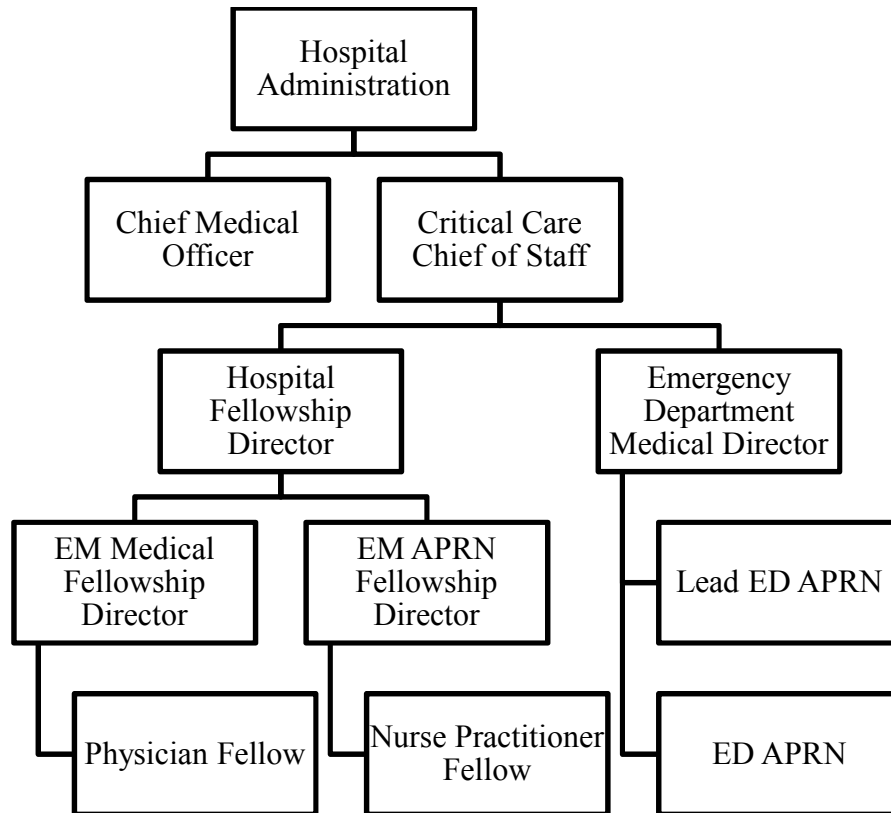 Hospital
Administration
Chief Medical
Officer
Critical Care
Chief of Staff
Hospital
Fellowship
Director
Emergency
Department
Medical Director
EM Medical
Fellowship
Director
EM APRN
Fellowship
Director
Lead ED APRN
Physician Fellow
Nurse Practitioner
Fellow
ED APRN